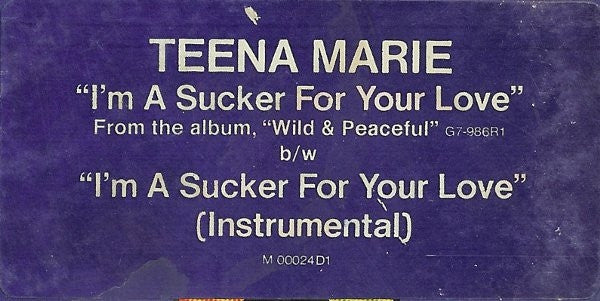 TEENA MARIE
“I'm A Sucker For Your Love”
From the album, “Wild & Peaceful” G7-986R1
b/w
“I'm A Sucker For Your Love”
(Instrumental)
M 00024D1